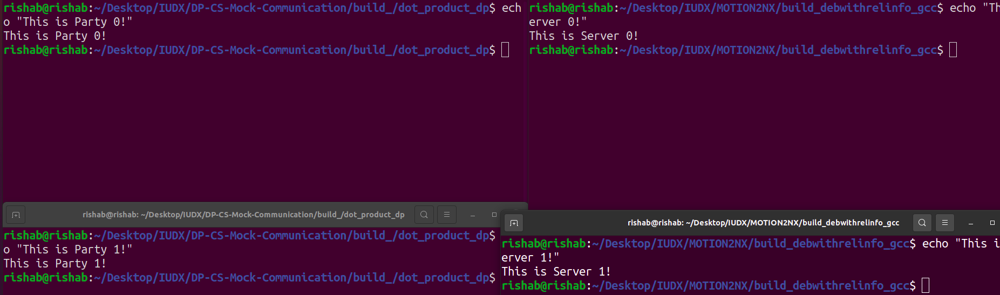 rishab@rishab:~/Desktop/IUDX/DP-CS-Mock-Communication/build_/dot_product_dp$ ech
o "This is Party 0!"
This is Party 0!
rishab@rishab:~/Desktop/IUDX/DP-CS-Mock-Communication/build_/dot_product_dp$
rishab@rishab:~/Desktop/IUDX/MOTION2NX/build_debwithrelinfo_gcc$ echo "Th
erver 0!"
This is Server 0!
rishab@rishab:~/Desktop/IUDX/MOTION2NX/build_debwithrelinfo_gcc$
rishab@rishab: ~/Desktop/IUDX/DP-CS-Mock-Communication/build_/dot_product_dp
rishab@rishab:~/Desktop/IUDX/DP-CS-Mock-Communication/build_/dot_product_dp$
o "This is Party 1!"
This is Party 1!
rishab@rishab:~/Desktop/IUDX/DP-CS-Mock-Communication/build_/dot_product_dp$
rishab@rishab: ~/Desktop/IUDX/MOTION2NX/build_debwithrelinfo_gcc
rishab@rishab:~/Desktop/IUDX/MOTION2NX/build_debwithrelinfo_gcc$ echo "This i
erver 1!"
This is Server 1!
rishab@rishab:~/Desktop/IUDX/MOTION2NX/build_debwithrelinfo_gcc$